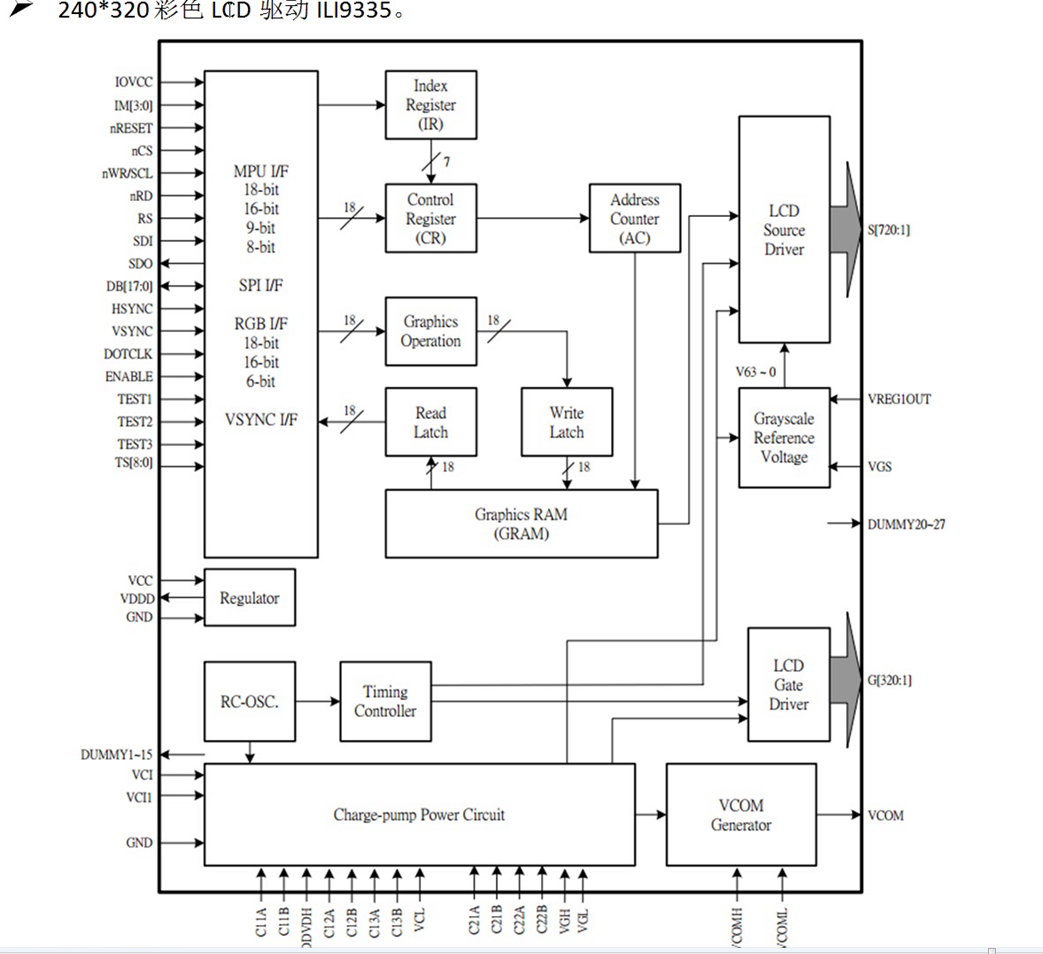 240*320 彩色 LCD 驱动 ILI9335。
IOVCC
IM[3:0]
nRESET
nCS
nWR/SCL
nRD
RS
SDI
SDO
DB[17:0]
HSYNC
VSYNC
DOTCLK
ENABLE
TEST1
TEST2
TEST3
TS[8:0]
MPU I/F
18-bit
16-bit
9-bit
8-bit
SPI I/F
RGB I/F
18-bit
16-bit
6-bit
VSYNC I/F
Index
Register
(IR)
7
18
Control
Register
(CR)
Address
Counter
(AC)
18
Graphics
Operation
18
18
Read
Latch
Write
Latch
18
18
Graphics RAM
(GRAM)
LCD
Source
Driver
S[720:1]
V63 ~ 0
Grayscale
Reference
Voltage
VREG1OUT
VGS
DUMMY20~27
VCC
VDDD
GND
Regulator
RC-OSC.
Timing
Controller
LCD
Gate
Driver
G[320:1]
DUMMY1~15
VCI
VCI1
GND
Charge-pump Power Circuit
VCOM
Generator
VCOM
C11A
C11B
DDVDH
C12A
C12B
C13A
C13B
VCL
C21A
C21B
C22A
C22B
VGH
VGL
VCOMH
VCOML